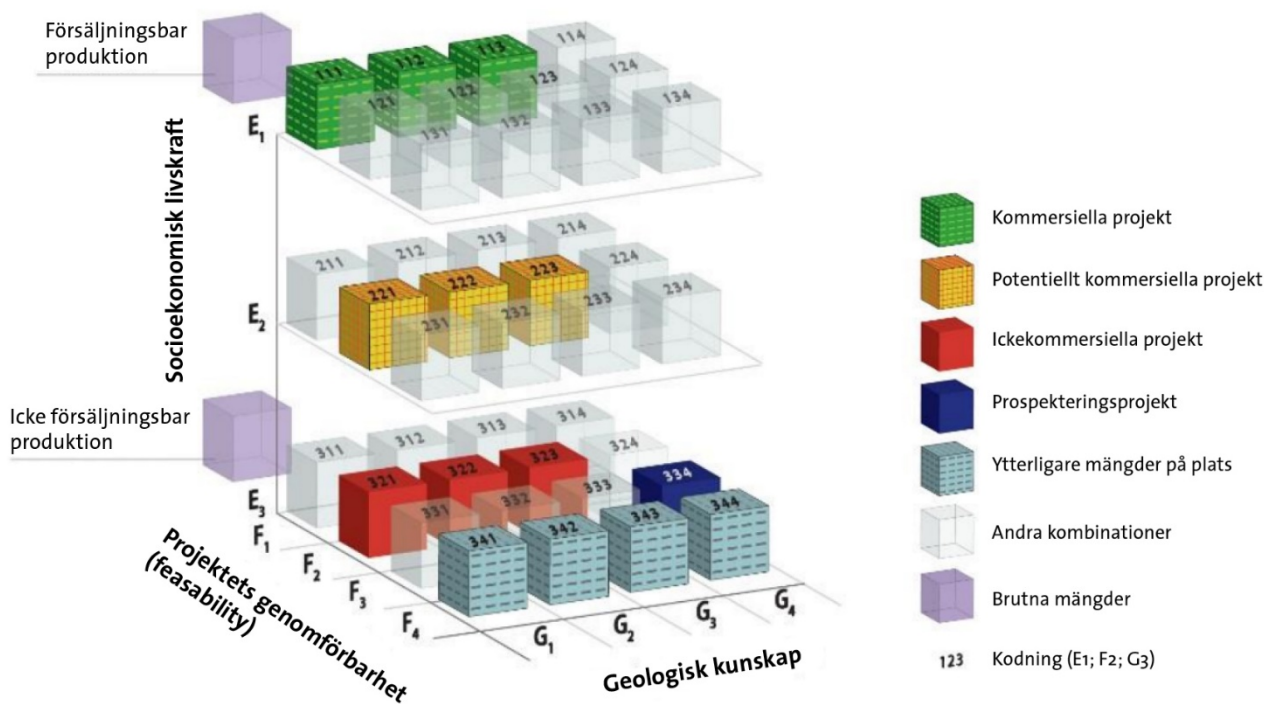 Försäljningsbar
produktion
Socioekonomisk livskraft
E1
111
112
113
114
121
122
123
124
131
132
133
134
E2
211
212
213
214
221
222
223
224
231
232
233
234
Icke försäljningsbar
produktion
E3
311
312
313
314
321
322
323
324
331
332
333
334
341
342
343
344
F1
F2
F3
F4
Projektets genomförbarhet
(feasability)
G1
G2
G3
G4
Geologisk kunskap
Kommersiella projekt
Potentiellt kommersiella projekt
Ickekommersiella projekt
Prospekteringsprojekt
Ytterligare mängder på plats
Andra kombinationer
Brutna mängder
123 Kodning (E1; F2; G3)